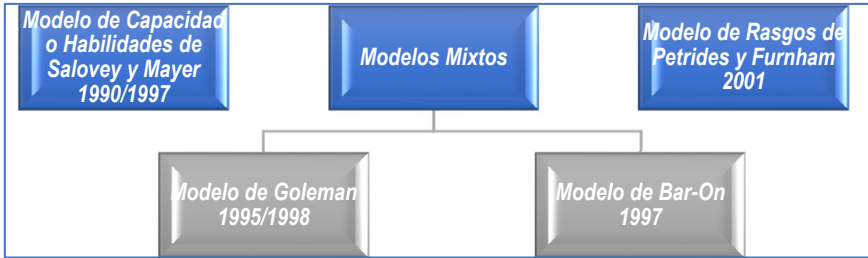 Modelo de Capacidad
o Habilidades de
Salovey y Mayer
1990/1997
Modelos Mixtos
Modelo de Rasgos de
Petrides y Furnham
2001
Modelo de Goleman
1995/1998
Modelo de Bar-On
1997